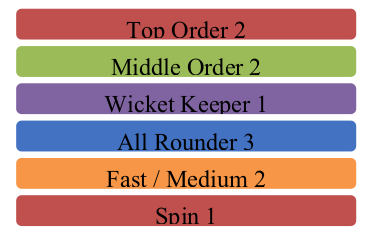 Top Order 2
Middle Order 2
Wicket Keeper 1
All Rounder 3
Fast / Medium 2
Spin 1